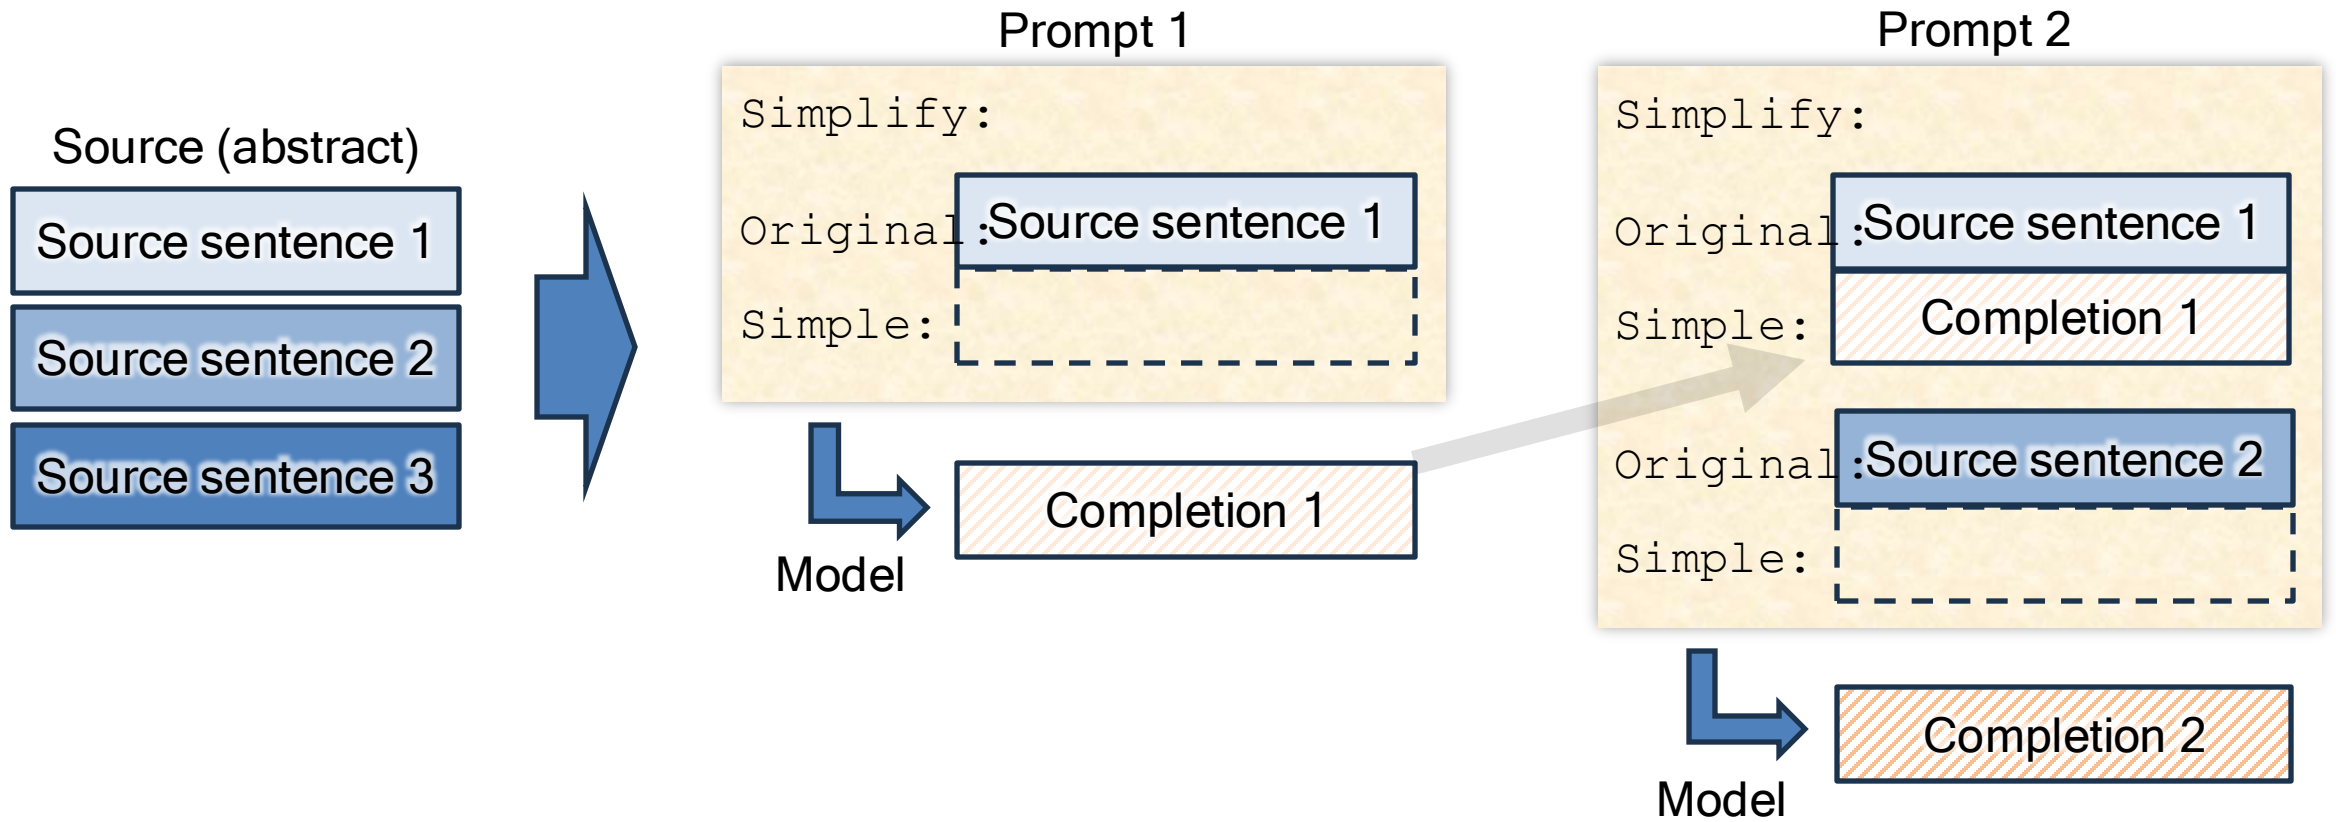 Source (abstract)
Source sentence 1
Source sentence 2
Source sentence 3
Prompt 1
Simplify:
Original:Source sentence 1
Simple:
Model
Completion 1
Prompt 2
Simplify:
Original:Source sentence 1
Simple: Completion 1
Original:Source sentence 2
Simple:
Model
Completion 2